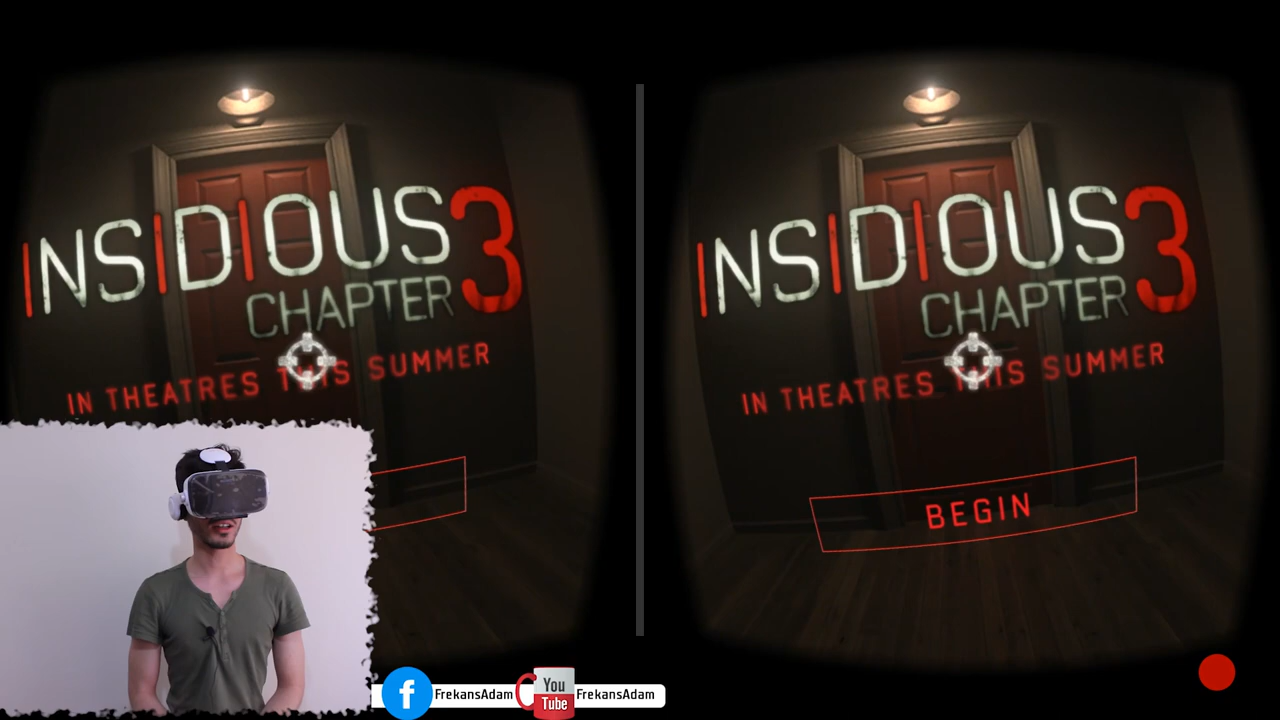 INSIDIOUS 3
CHAPTER
IN THEATRES THIS SUMMER
INSIDIOUS 3
CHAPTER
IN THEATRES THIS SUMMER
BEGIN
f FrekansAdam
You Tube FrekansAdam